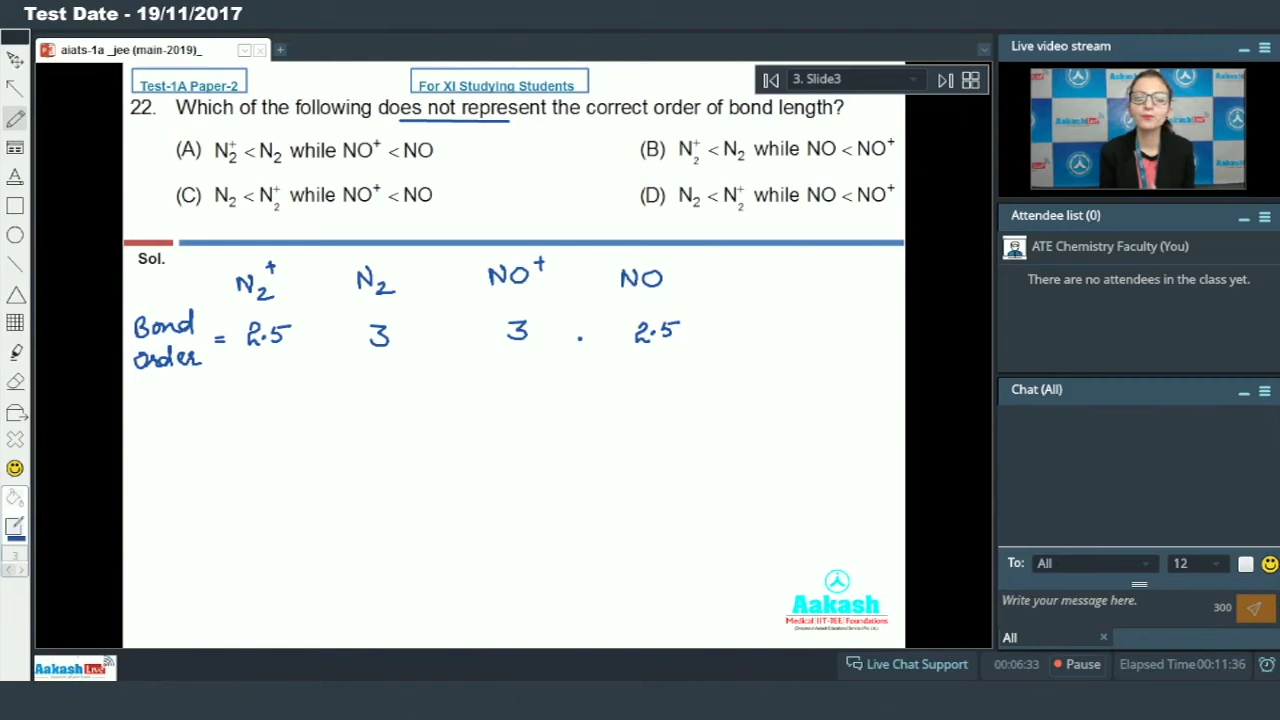 Test Date - 19/11/2017
aiats-1a _jee (main-2019)_
Live video stream
3. Slide3
Test-1A Paper-2
For XI Studying Students
22. Which of the following does not represent the correct order of bond length?
(A) N₂⁺ < N₂ while NO⁺ < NO
(B) N₂⁺ < N₂ while NO < NO⁺
(C) N₂ < N₂⁺ while NO⁺ < NO
(D) N₂ < N₂⁺ while NO < NO⁺
Attendee list (0)
ATE Chemistry Faculty (You)
There are no attendees in the class yet.
Sol.
N₂⁺ N₂ NO⁺ NO
Bond order = 2.5 3 3 . 2.5
Chat (All)
To: All 12
Write your message here.
300
All
3
Aakash
Medical|IIT-JEE|Foundations
Aakash Live
Live Chat Support
00:06:33
Pause
Elapsed Time 00:11:36